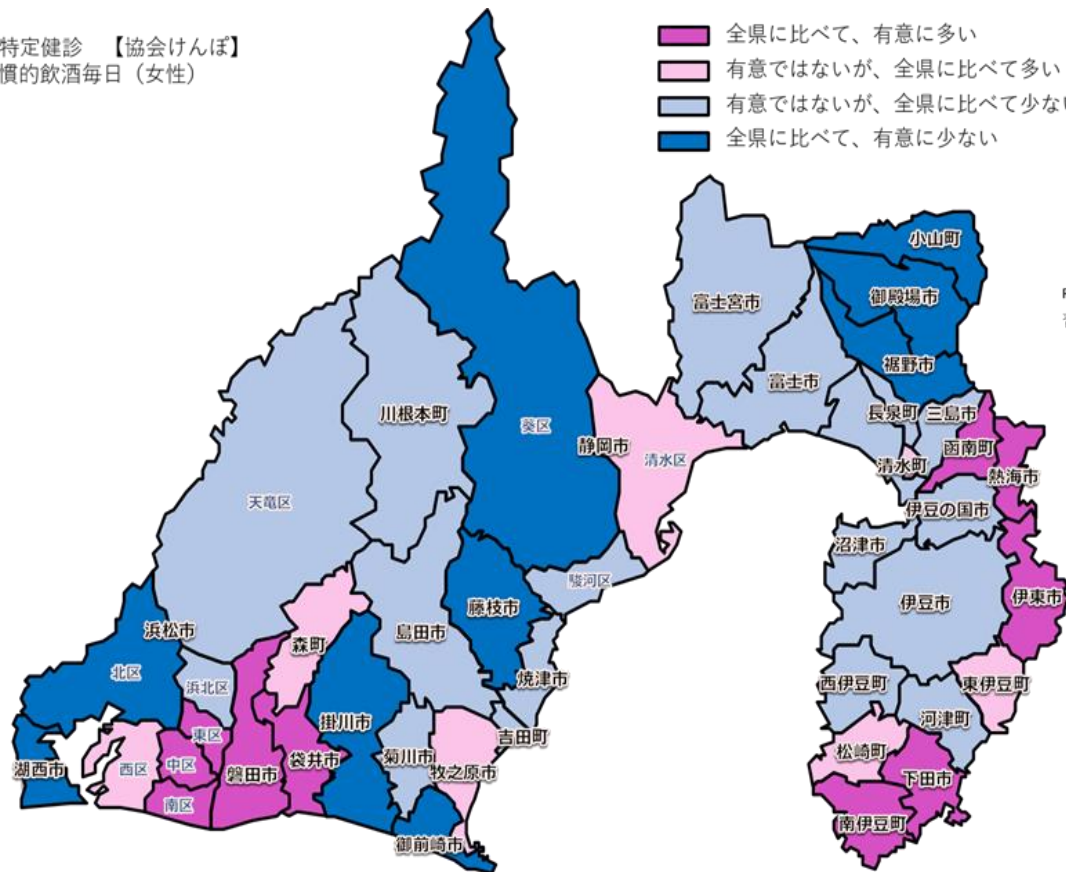 特定健診　【協会けんぽ】
慣的飲酒毎日（女性）
全県に比べて、有意に多い
有意ではないが、全県に比べて多い
有意ではないが、全県に比べて少ない
全県に比べて、有意に少ない
小山町
御殿場市
富士宮市
裾野市
富士市
長泉町
三島市
函南町
川根本町
葵区
静岡市
清水区
清水町
熱海市
伊豆の国市
天竜区
沼津市
駿河区
伊豆市
伊東市
藤枝市
浜松市
島田市
森町
北区
浜北区
焼津市
西伊豆町
東伊豆町
掛川市
河津町
東区
吉田町
菊川市
松崎町
湖西市
西区
中区
磐田市
袋井市
牧之原市
下田市
南区
南伊豆町
御前崎市